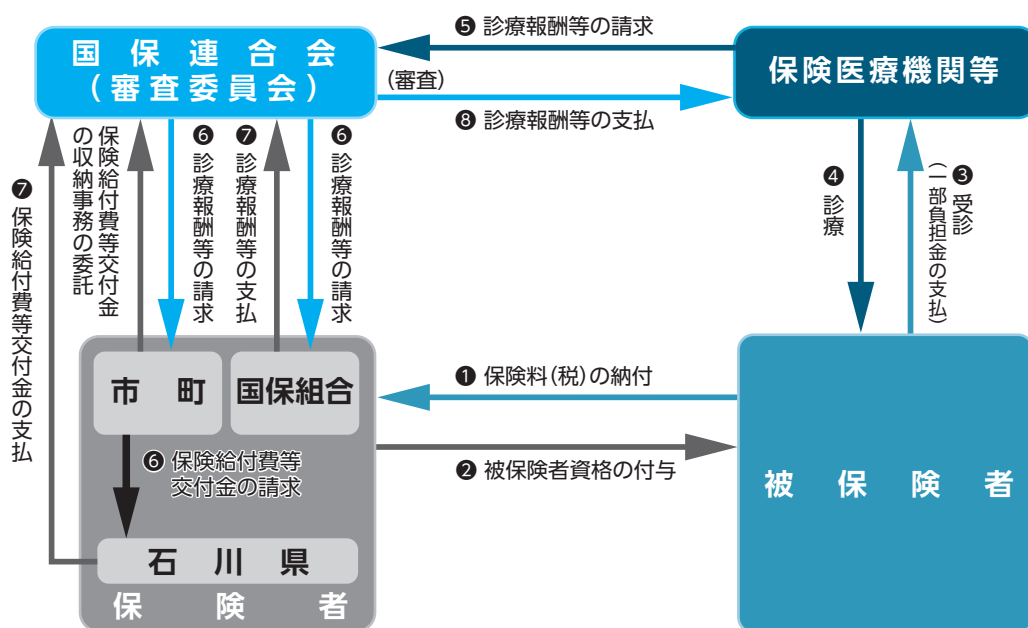 国保連合会
(審査委員会)
❺ 診療報酬等の請求
(審査)
❽ 診療報酬等の支払
保険医療機関等
❼ 保険給付費等交付金の支払
保険給付費等交付金
の収納事務の委託
❻ 診療報酬等の請求
❼ 診療報酬等の支払
❻ 診療報酬等の請求
❹ 診療
❸ 受診
(一部負担金の支払)
市町
国保組合
❶ 保険料(税)の納付
❻ 保険給付費等
交付金の請求
❷ 被保険者資格の付与
被保険者
石川県
保険者